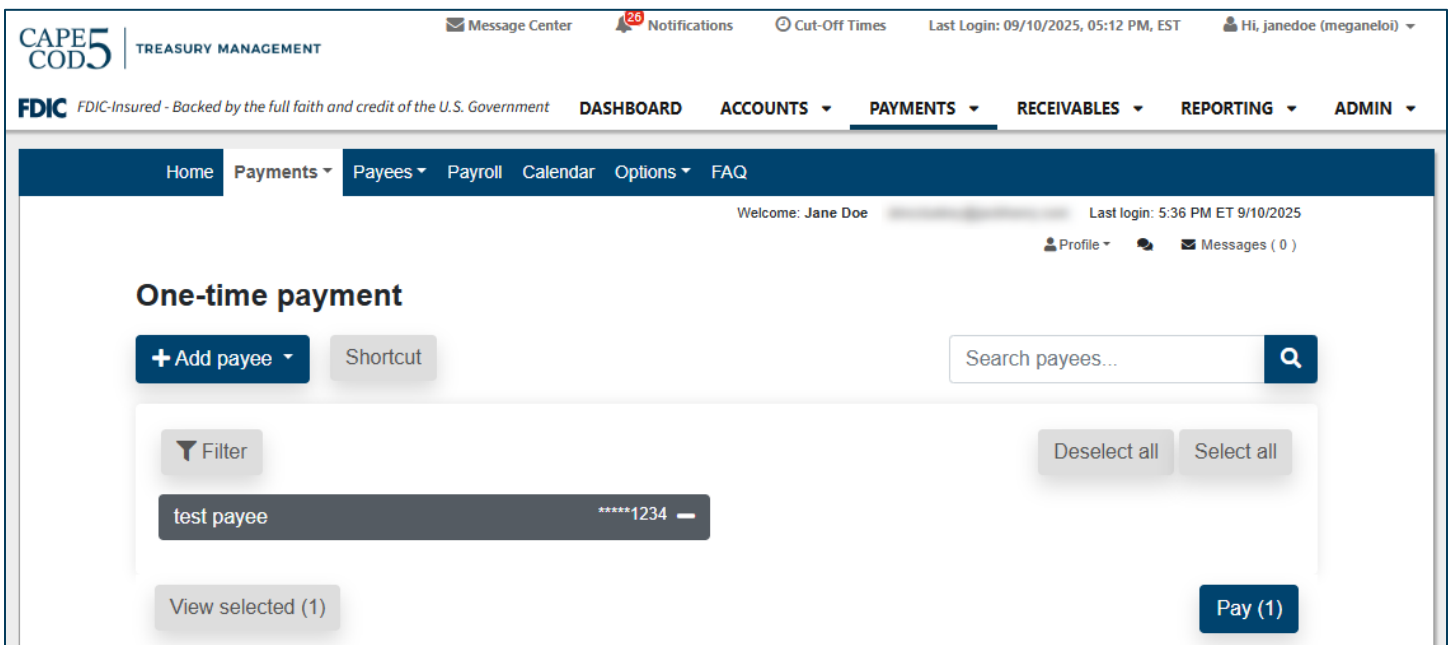 Message Center 26 Notifications Cut-Off Times Last Login: 09/10/2025, 05:12 PM, EST Hi, janedoe (meganeloi)
CAPE COD 5 TREASURY MANAGEMENT
FDIC FDIC-Insured - Backed by the full faith and credit of the U.S. Government DASHBOARD ACCOUNTS PAYMENTS RECEIVABLES REPORTING ADMIN
Home Payments Payees Payroll Calendar Options FAQ
Welcome: Jane Doe Last login: 5:36 PM ET 9/10/2025
Profile Messages ( 0 )
One-time payment
Add payee Shortcut Search payees...
Filter Deselect all Select all
test payee *****1234
View selected (1) Pay (1)